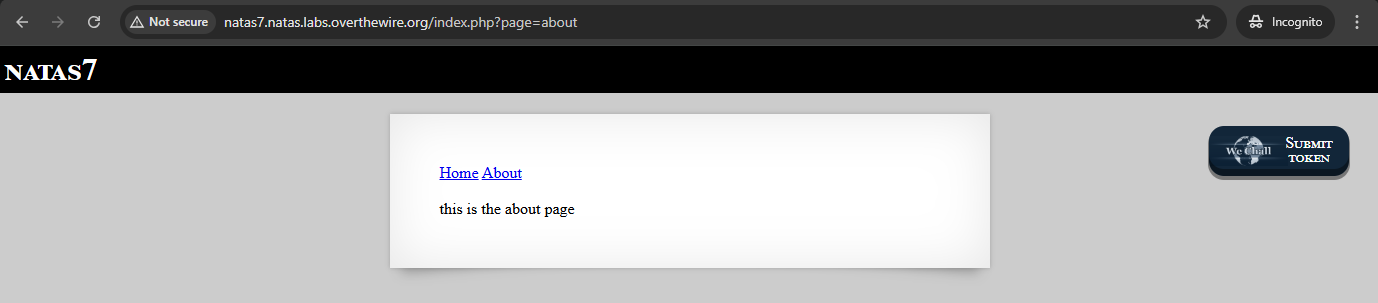 Not secure natas7.natas.labs.overthewire.org/index.php?page=about Incognito
NATAS7
We Chall SUBMIT
TOKEN
Home About
this is the about page